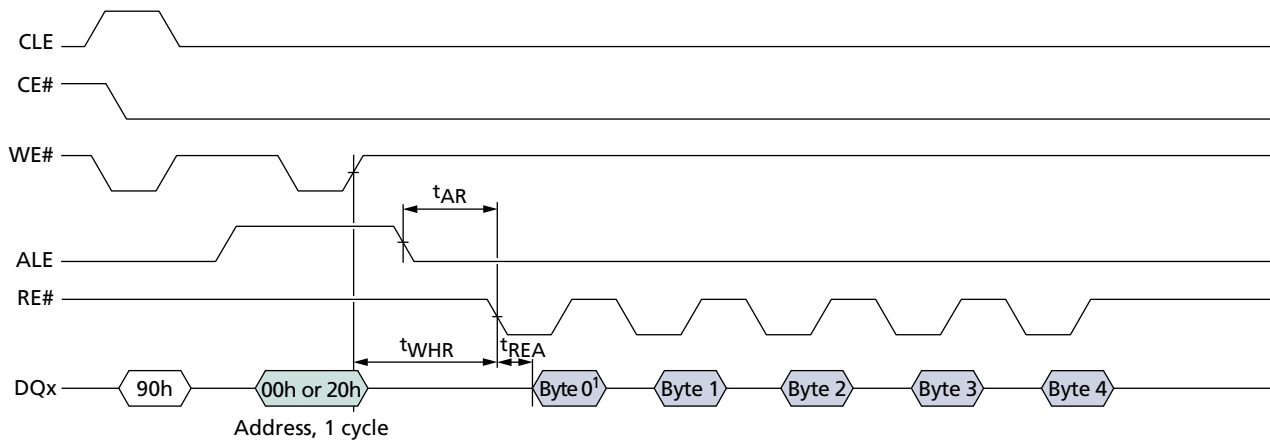 CLE
CE#
WE#
tAR
ALE
RE#
tWHR
tREA
DQx
90h
00h or 20h
Byte 0¹
Byte 1
Byte 2
Byte 3
Byte 4
Address, 1 cycle